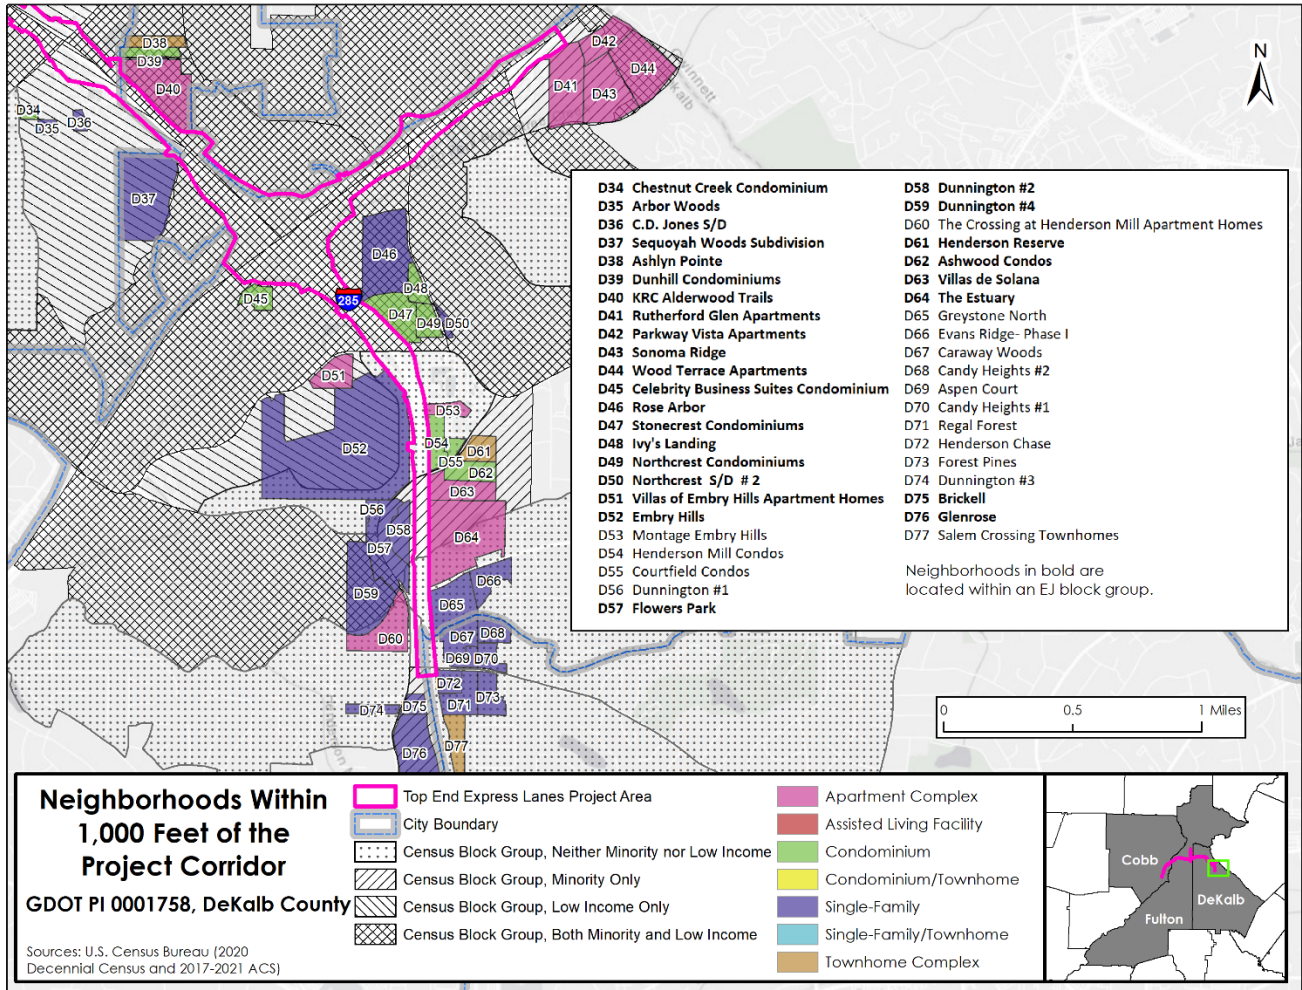 D38
D39
D40
D34
D35
D36
D37
D42
D41
D44
D43
Gwinnett
DeKalb
N
D46
D45
285
D48
D47
D49
D50
D51
D52
D53
D54
D61
D55
D62
D63
D56
D58
D57
D64
D59
D66
D65
D60
D67
D68
D69
D70
D72
D73
D71
D74
D75
D76
D77
D34 Chestnut Creek Condominium
D35 Arbor Woods
D36 C.D. Jones S/D
D37 Sequoyah Woods Subdivision
D38 Ashlyn Pointe
D39 Dunhill Condominiums
D40 KRC Alderwood Trails
D41 Rutherford Glen Apartments
D42 Parkway Vista Apartments
D43 Sonoma Ridge
D44 Wood Terrace Apartments
D45 Celebrity Business Suites Condominium
D46 Rose Arbor
D47 Stonecrest Condominiums
D48 Ivy's Landing
D49 Northcrest Condominiums
D50 Northcrest S/D # 2
D51 Villas of Embry Hills Apartment Homes
D52 Embry Hills
D53 Montage Embry Hills
D54 Henderson Mill Condos
D55 Courtfield Condos
D56 Dunnington #1
D57 Flowers Park
D58 Dunnington #2
D59 Dunnington #4
D60 The Crossing at Henderson Mill Apartment Homes
D61 Henderson Reserve
D62 Ashwood Condos
D63 Villas de Solana
D64 The Estuary
D65 Greystone North
D66 Evans Ridge- Phase I
D67 Caraway Woods
D68 Candy Heights #2
D69 Aspen Court
D70 Candy Heights #1
D71 Regal Forest
D72 Henderson Chase
D73 Forest Pines
D74 Dunnington #3
D75 Brickell
D76 Glenrose
D77 Salem Crossing Townhomes
Neighborhoods in bold are
located within an EJ block group.
0 0.5 1 Miles
Neighborhoods Within
1,000 Feet of the
Project Corridor
GDOT PI 0001758, DeKalb County
Sources: U.S. Census Bureau (2020
Decennial Census and 2017-2021 ACS)
Top End Express Lanes Project Area
City Boundary
Census Block Group, Neither Minority nor Low Income
Census Block Group, Minority Only
Census Block Group, Low Income Only
Census Block Group, Both Minority and Low Income
Apartment Complex
Assisted Living Facility
Condominium
Condominium/Townhome
Single-Family
Single-Family/Townhome
Townhome Complex
Cobb
DeKalb
Fulton